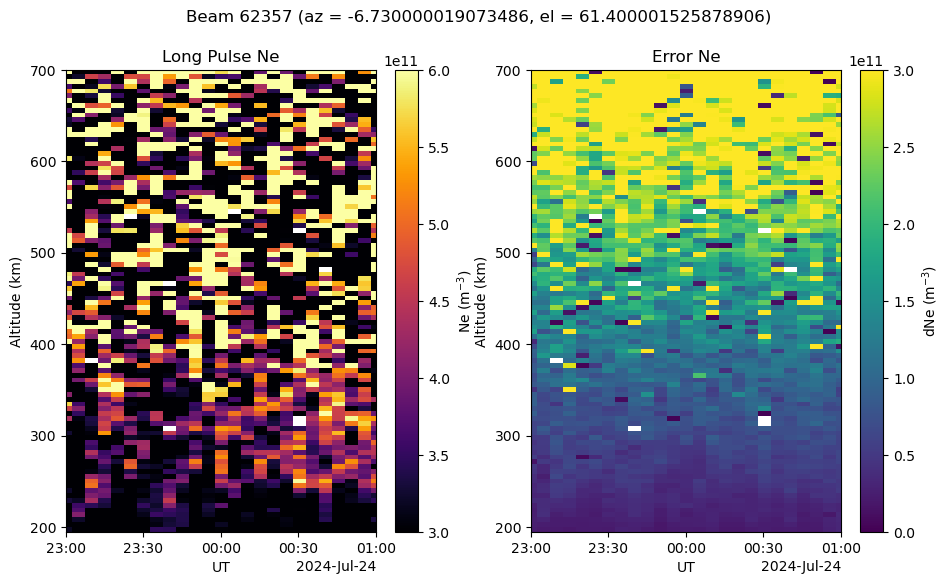 Beam 62357 (az = -6.730000019073486, el = 61.400001525878906)
Long Pulse Ne
1e11
Altitude (km)
700
600
500
400
300
200
23:00
23:30
00:00
00:30
01:00
UT
2024-Jul-24
6.0
5.5
5.0
4.5
4.0
3.5
3.0
Ne (m⁻³)
Error Ne
1e11
Altitude (km)
700
600
500
400
300
200
23:00
23:30
00:00
00:30
01:00
UT
2024-Jul-24
3.0
2.5
2.0
1.5
1.0
0.5
0.0
dNe (m⁻³)